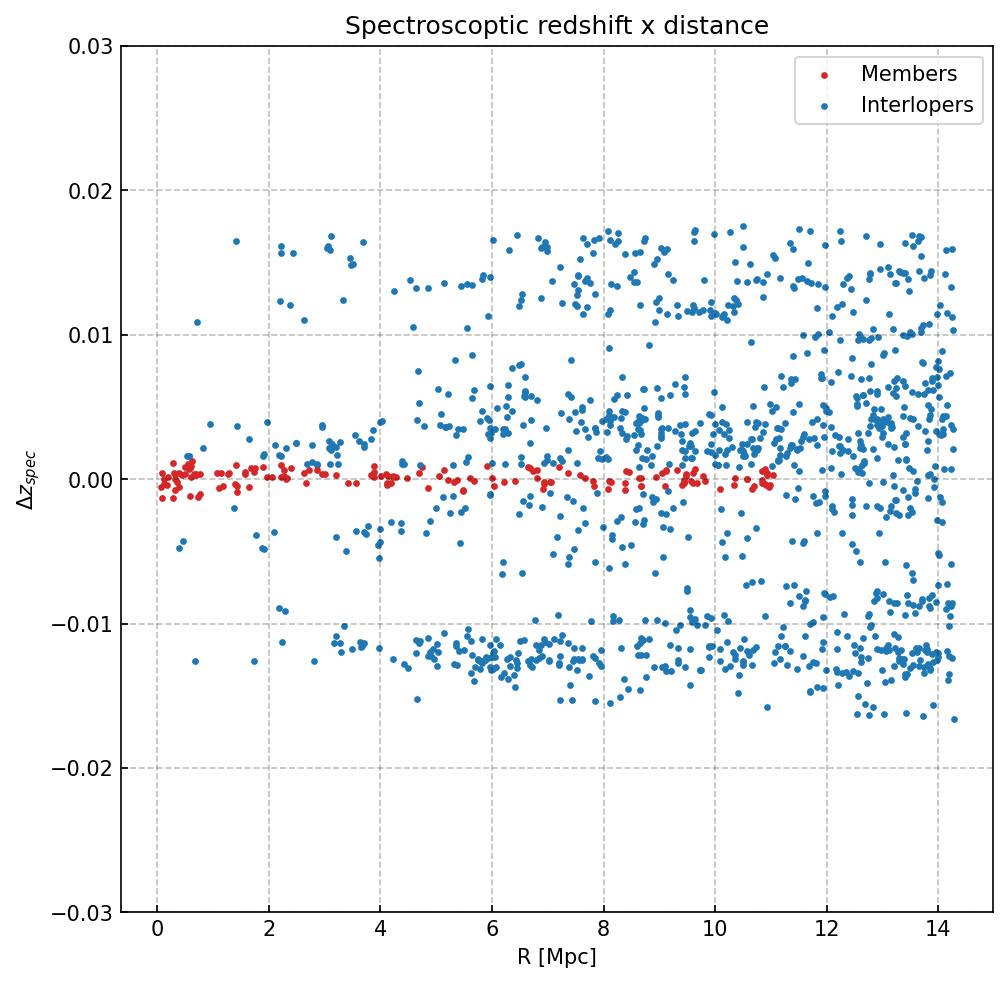 Spectroscoptic redshift x distance
Members
Interlopers
0.03
0.02
0.01
0.00
−0.01
−0.02
−0.03
Δz_spec
0 2 4 6 8 10 12 14
R [Mpc]